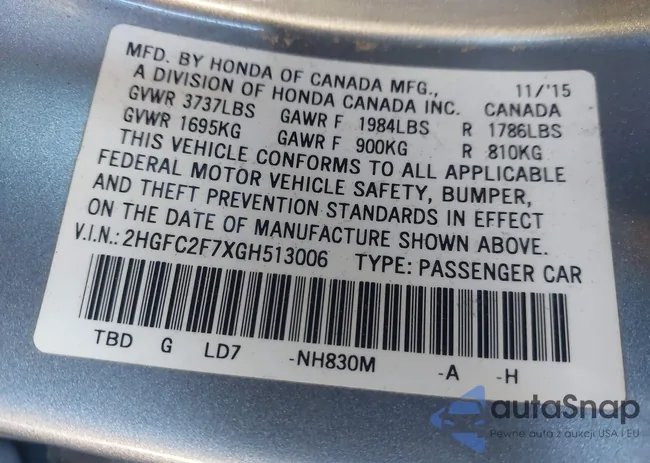 MFD. BY HONDA OF CANADA MFG., 11/'15
A DIVISION OF HONDA CANADA INC. CANADA
GVWR 3737LBS GAWR F 1984LBS R 1786LBS
GVWR 1695KG GAWR F 900KG R 810KG
THIS VEHICLE CONFORMS TO ALL APPLICABLE
FEDERAL MOTOR VEHICLE SAFETY, BUMPER,
AND THEFT PREVENTION STANDARDS IN EFFECT
ON THE DATE OF MANUFACTURE SHOWN ABOVE.
V.I.N.: 2HGFC2F7XGH513006 TYPE: PASSENGER CAR
TBD G LD7 -NH830M -A -H
autoSnap
Pewne auta z aukcji USA i EU